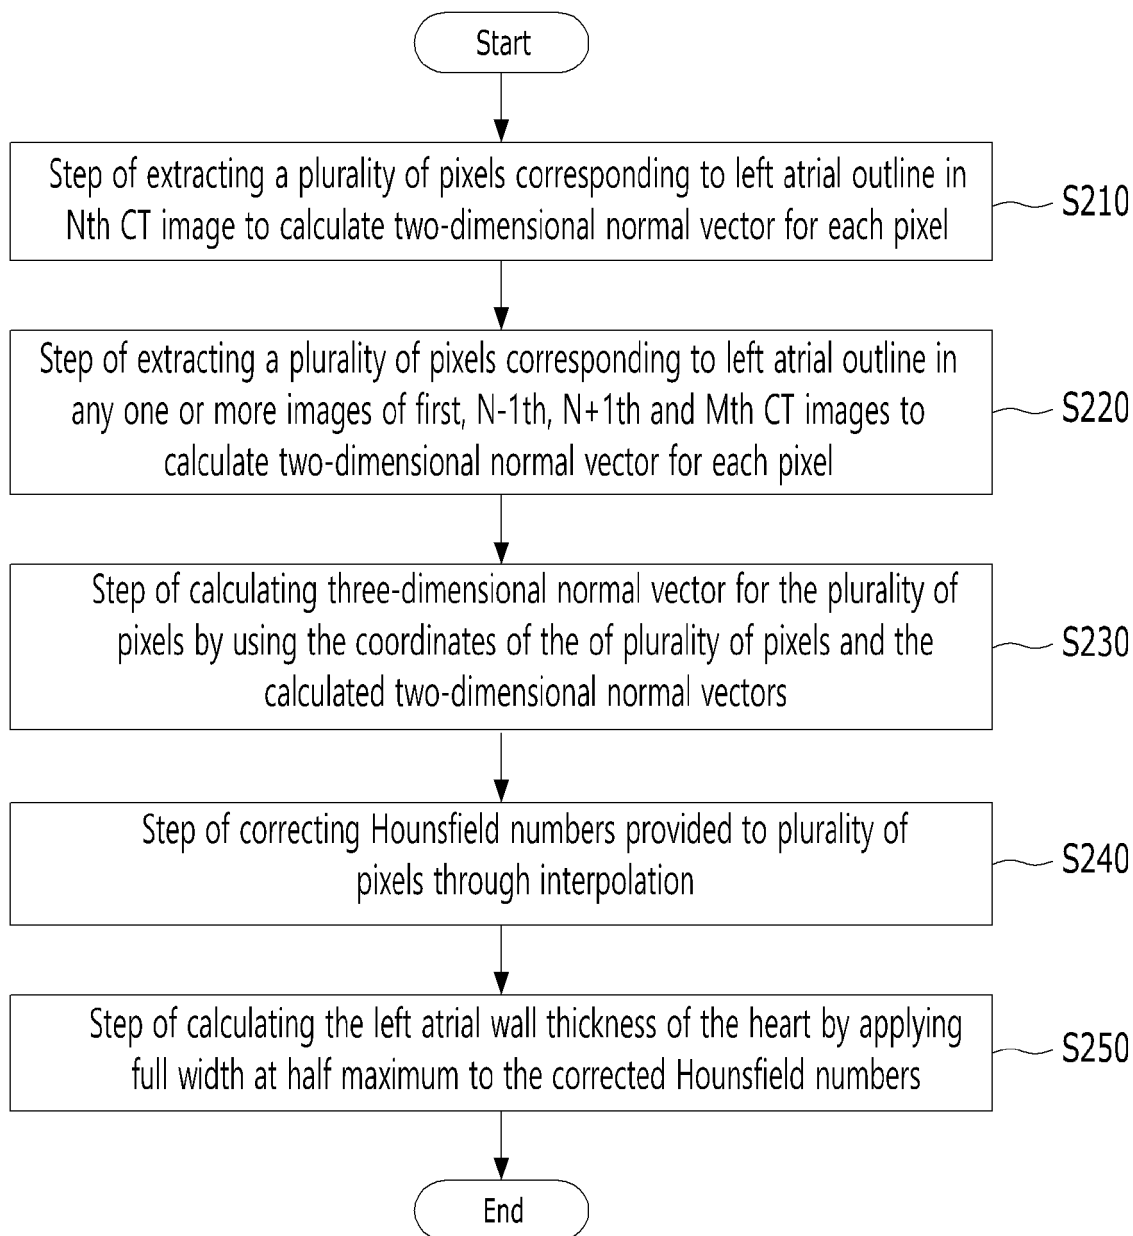 Start
Step of extracting a plurality of pixels corresponding to left atrial outline in
Nth CT image to calculate two-dimensional normal vector for each pixel
S210
Step of extracting a plurality of pixels corresponding to left atrial outline in
any one or more images of first, N-1th, N+1th and Mth CT images to
calculate two-dimensional normal vector for each pixel
S220
Step of calculating three-dimensional normal vector for the plurality of
pixels by using the coordinates of the of plurality of pixels and the
calculated two-dimensional normal vectors
S230
Step of correcting Hounsfield numbers provided to plurality of
pixels through interpolation
S240
Step of calculating the left atrial wall thickness of the heart by applying
full width at half maximum to the corrected Hounsfield numbers
S250
End